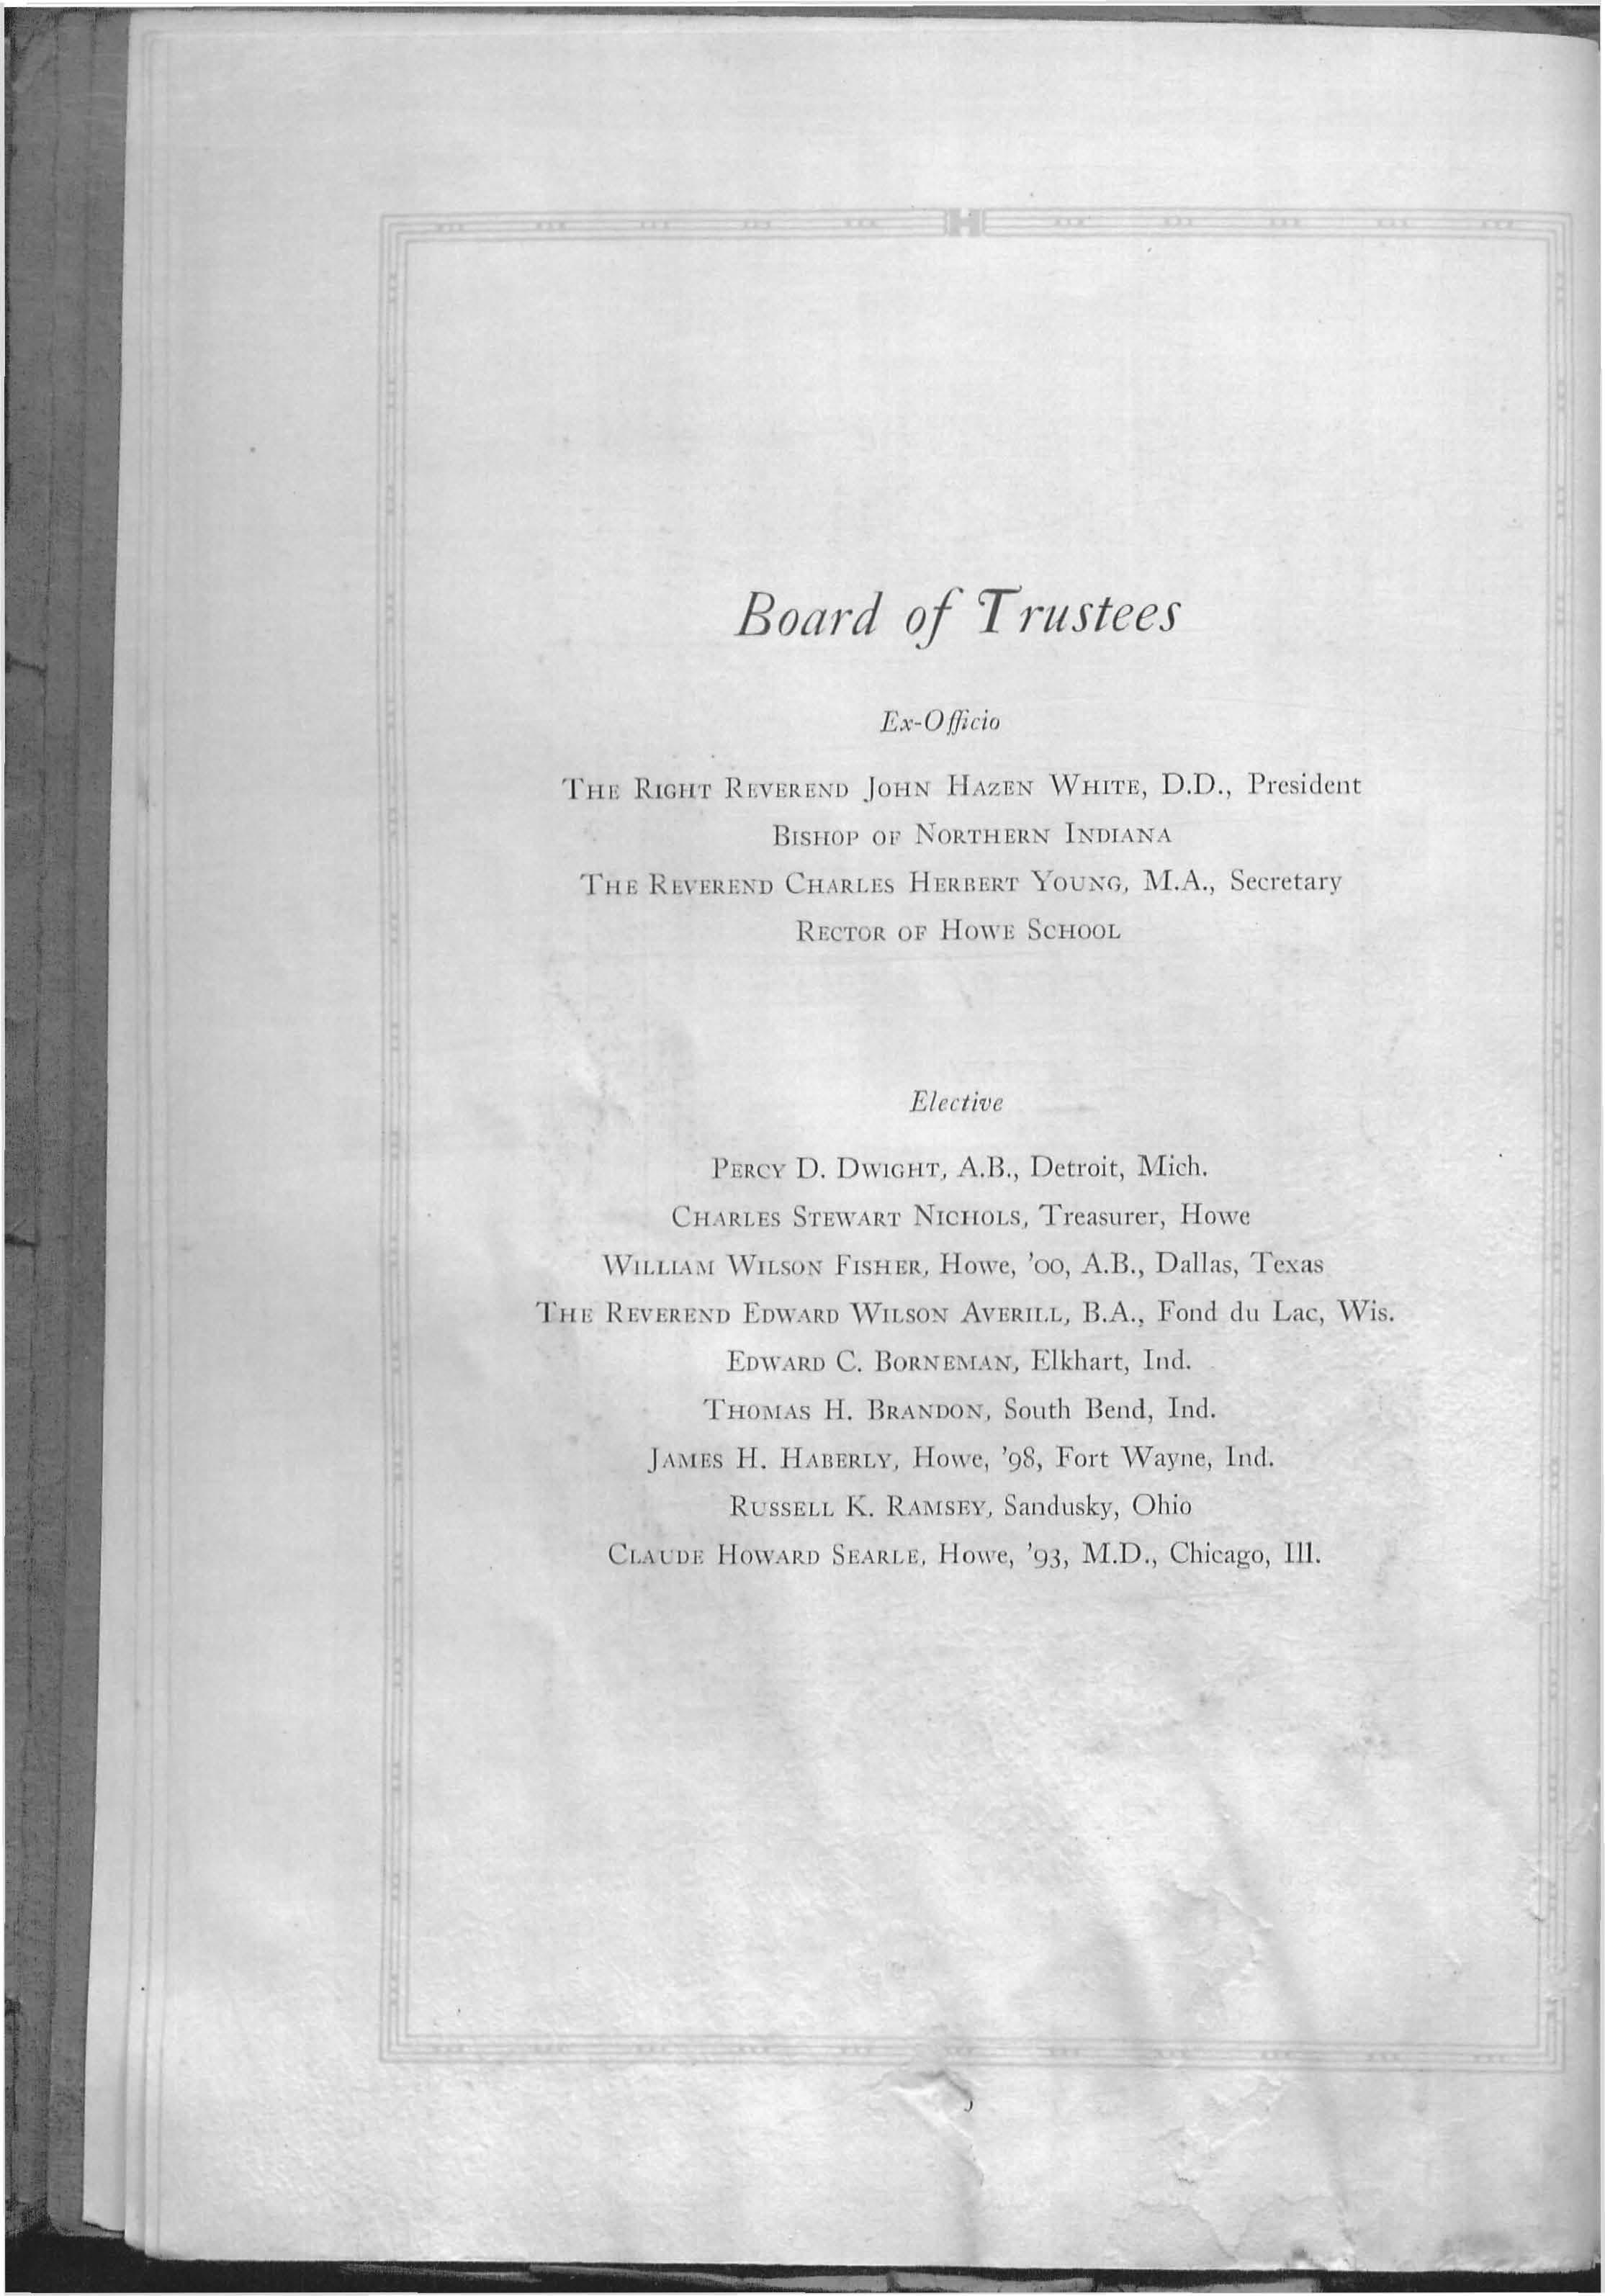 H
Board of Trustees
Ex-Officio
The Right Reverend John Hazen White, D.D., President
Bishop of Northern Indiana
The Reverend Charles Herbert Young, M.A., Secretary
Rector of Howe School
Elective
Percy D. Dwight, A.B., Detroit, Mich.
Charles Stewart Nichols, Treasurer, Howe
William Wilson Fisher, Howe, '00, A.B., Dallas, Texas
The Reverend Edward Wilson Averill, B.A., Fond du Lac, Wis.
Edward C. Borneman, Elkhart, Ind.
Thomas H. Brandon, South Bend, Ind.
James H. Haberly, Howe, '98, Fort Wayne, Ind.
Russell K. Ramsey, Sandusky, Ohio
Claude Howard Searle, Howe, '93, M.D., Chicago, Ill.